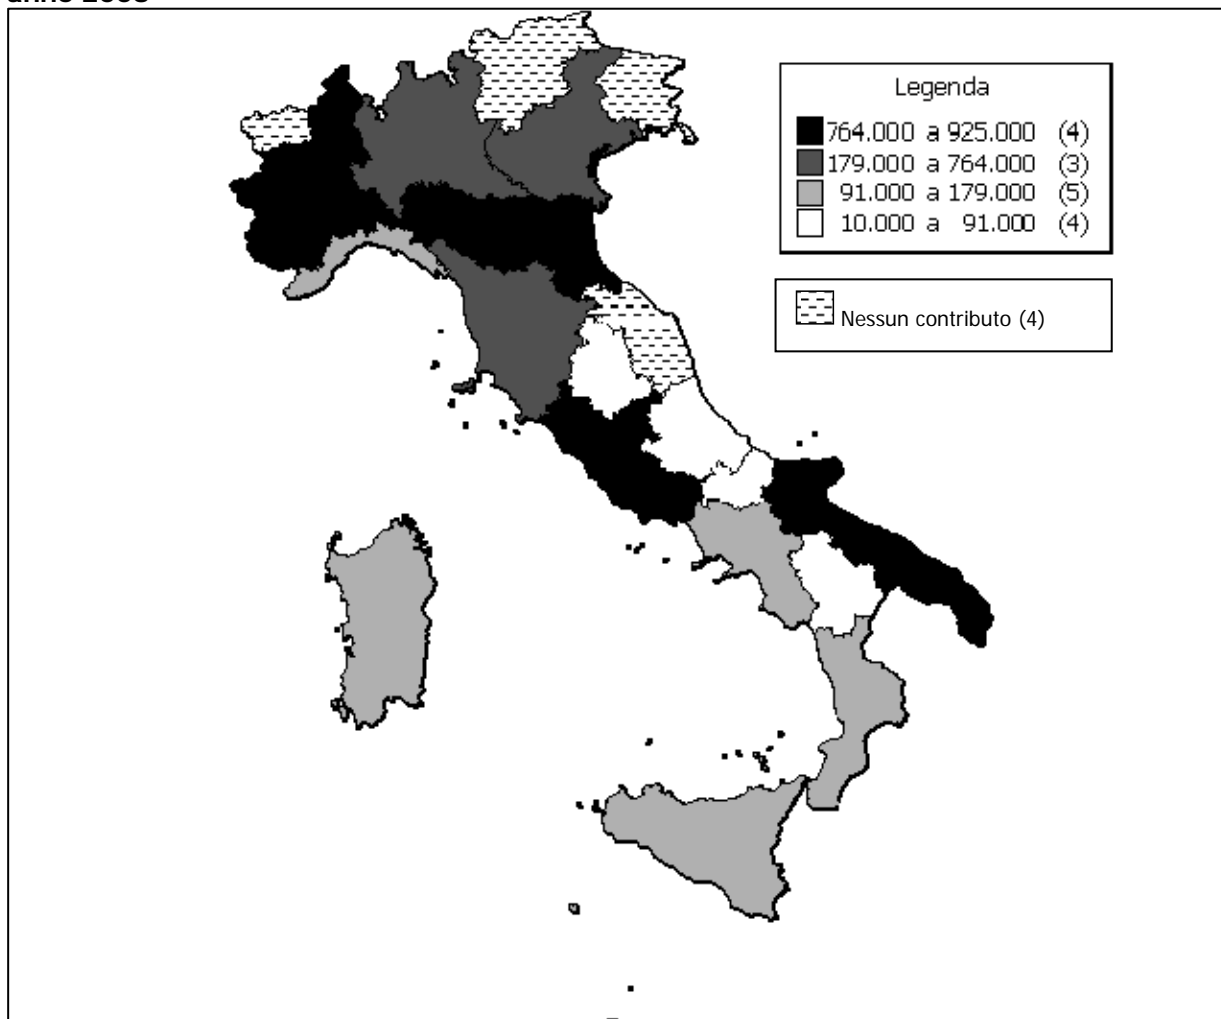 Legenda
764.000 a 925.000 (4)
179.000 a 764.000 (3)
91.000 a 179.000 (5)
10.000 a 91.000 (4)
Nessun contributo (4)